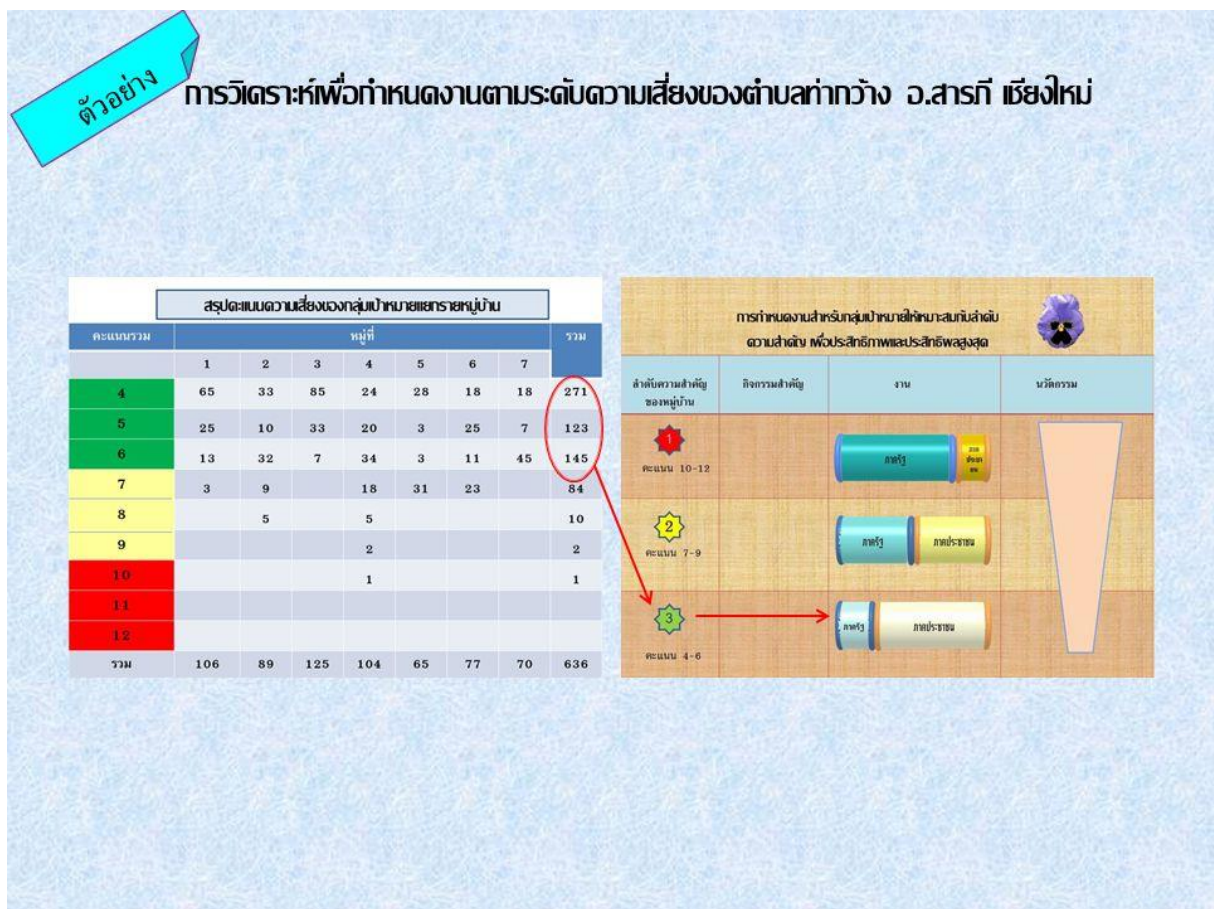 ตัวอย่าง
การวิเคราะห์เพื่อกำหนดงานตามระดับความเสี่ยงของตำบลท่ากว้าง อ.สารภี เชียงใหม่
สรุปคะแนนความเสี่ยงของกลุ่มเป้าหมายแยกรายหมู่บ้าน
คะแนนรวม หมู่ที่ รวม
1 2 3 4 5 6 7
4 65 33 85 24 28 18 18 271
5 25 10 33 20 3 25 7 123
6 13 32 7 34 3 11 45 145
7 3 9 18 31 23 84
8 5 5 10
9 2 2
10 1 1
11
12
รวม 106 89 125 104 65 77 70 636
การกำหนดงานสำหรับกลุ่มเป้าหมายให้เหมาะสมกับลำดับ
ความสำคัญ เพื่อประสิทธิภาพและประสิทธิผลสูงสุด
ลำดับความสำคัญ กิจกรรมสำคัญ งาน นวัตกรรม
ของหมู่บ้าน
1
คะแนน 10-12
ภาครัฐ
ภาค
ประชา
ชน
2
คะแนน 7-9
ภาครัฐ ภาคประชาชน
3
คะแนน 4-6
ภาครัฐ ภาคประชาชน